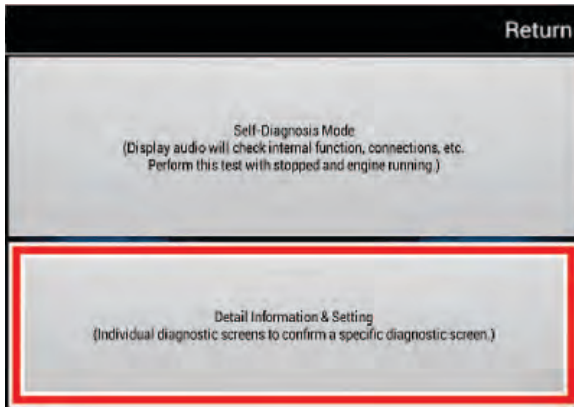 Return
Self-Diagnosis Mode
(Display audio will check internal function, connections, etc.
Perform this test with stopped and engine running.)
Detail Information & Setting
(Individual diagnostic screens to confirm a specific diagnostic screen.)